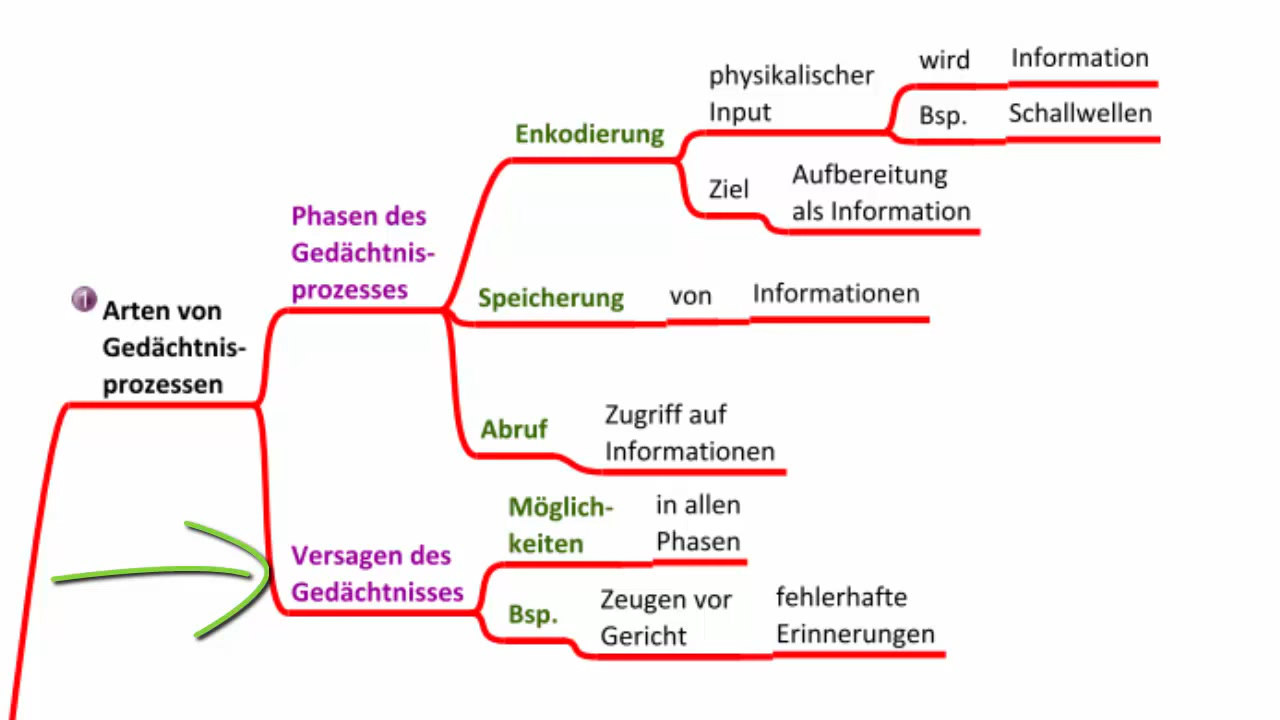 1
Arten von
Gedächtnis-
prozessen
Phasen des
Gedächtnis-
prozesses
Enkodierung
physikalischer
Input
wird
Information
Bsp.
Schallwellen
Ziel
Aufbereitung
als Information
Speicherung
von
Informationen
Abruf
Zugriff auf
Informationen
Versagen des
Gedächtnisses
Möglich-
keiten
in allen
Phasen
Bsp.
Zeugen vor
Gericht
fehlerhafte
Erinnerungen